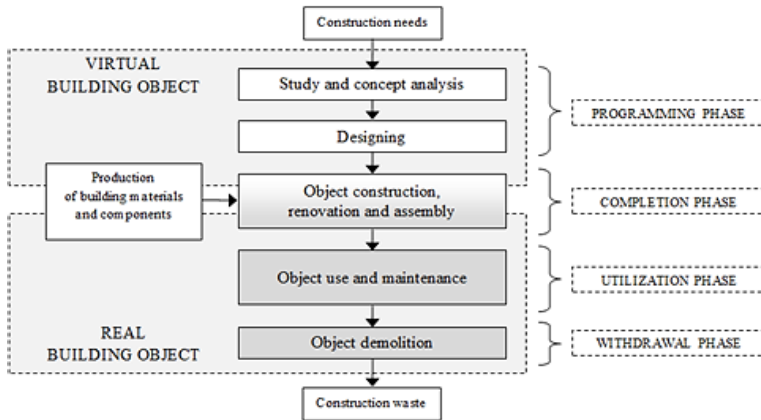 Construction needs
VIRTUAL
BUILDING OBJECT
Study and concept analysis
PROGRAMMING PHASE
Designing
Production
of building materials
and components
Object construction,
renovation and assembly
COMPLETION PHASE
Object use and maintenance
UTILIZATION PHASE
REAL
BUILDING OBJECT
Object demolition
WITHDRAWAL PHASE
Construction waste